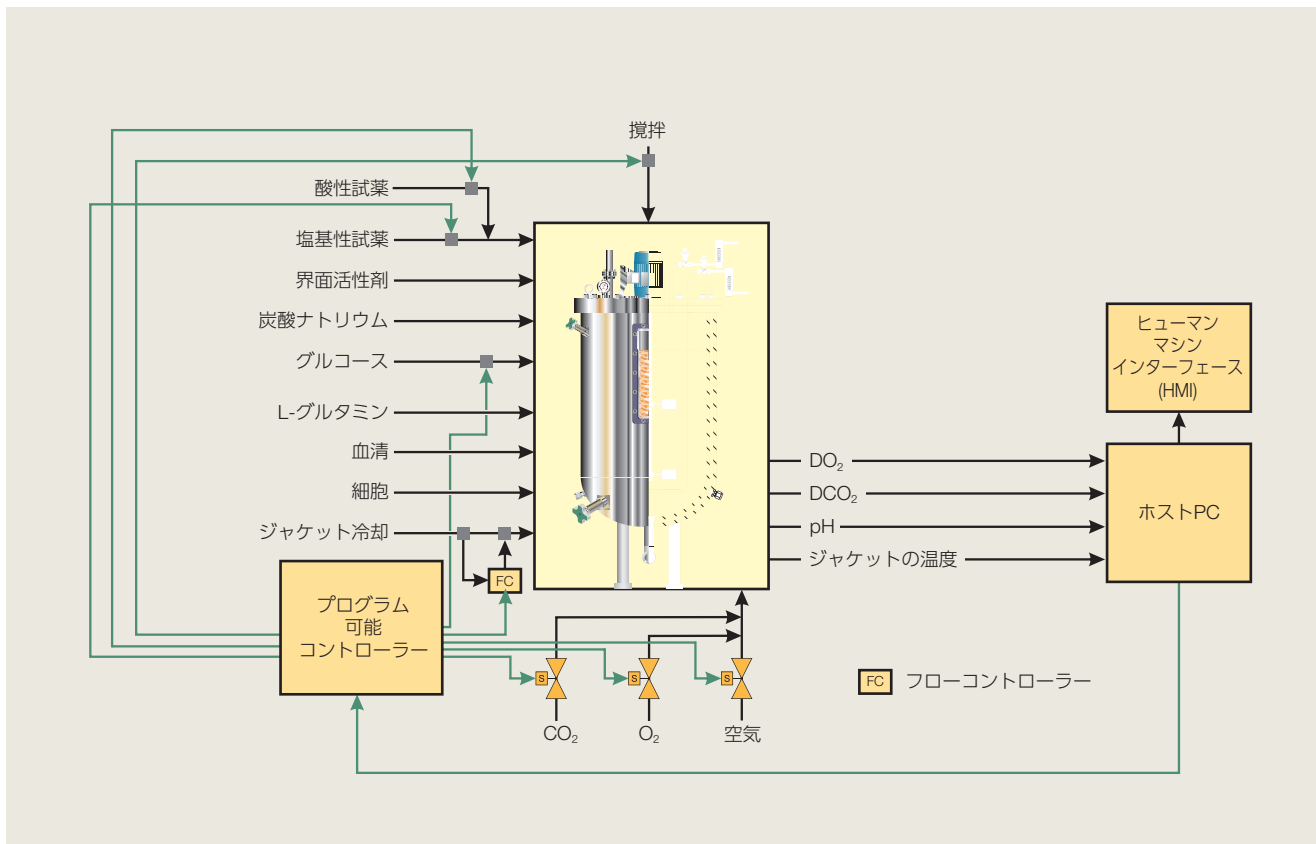 撹拌
酸性試薬
塩基性試薬
界面活性剤
炭酸ナトリウム
グルコース
L-グルタミン
血清
細胞
ジャケット冷却
FC
プログラム
可能
コントローラー
S
S
S
CO₂
O₂
空気
DO₂
DCO₂
pH
ジャケットの温度
ヒューマン
マシン
インターフェース
(HMI)
ホストPC
FC フローコントローラー